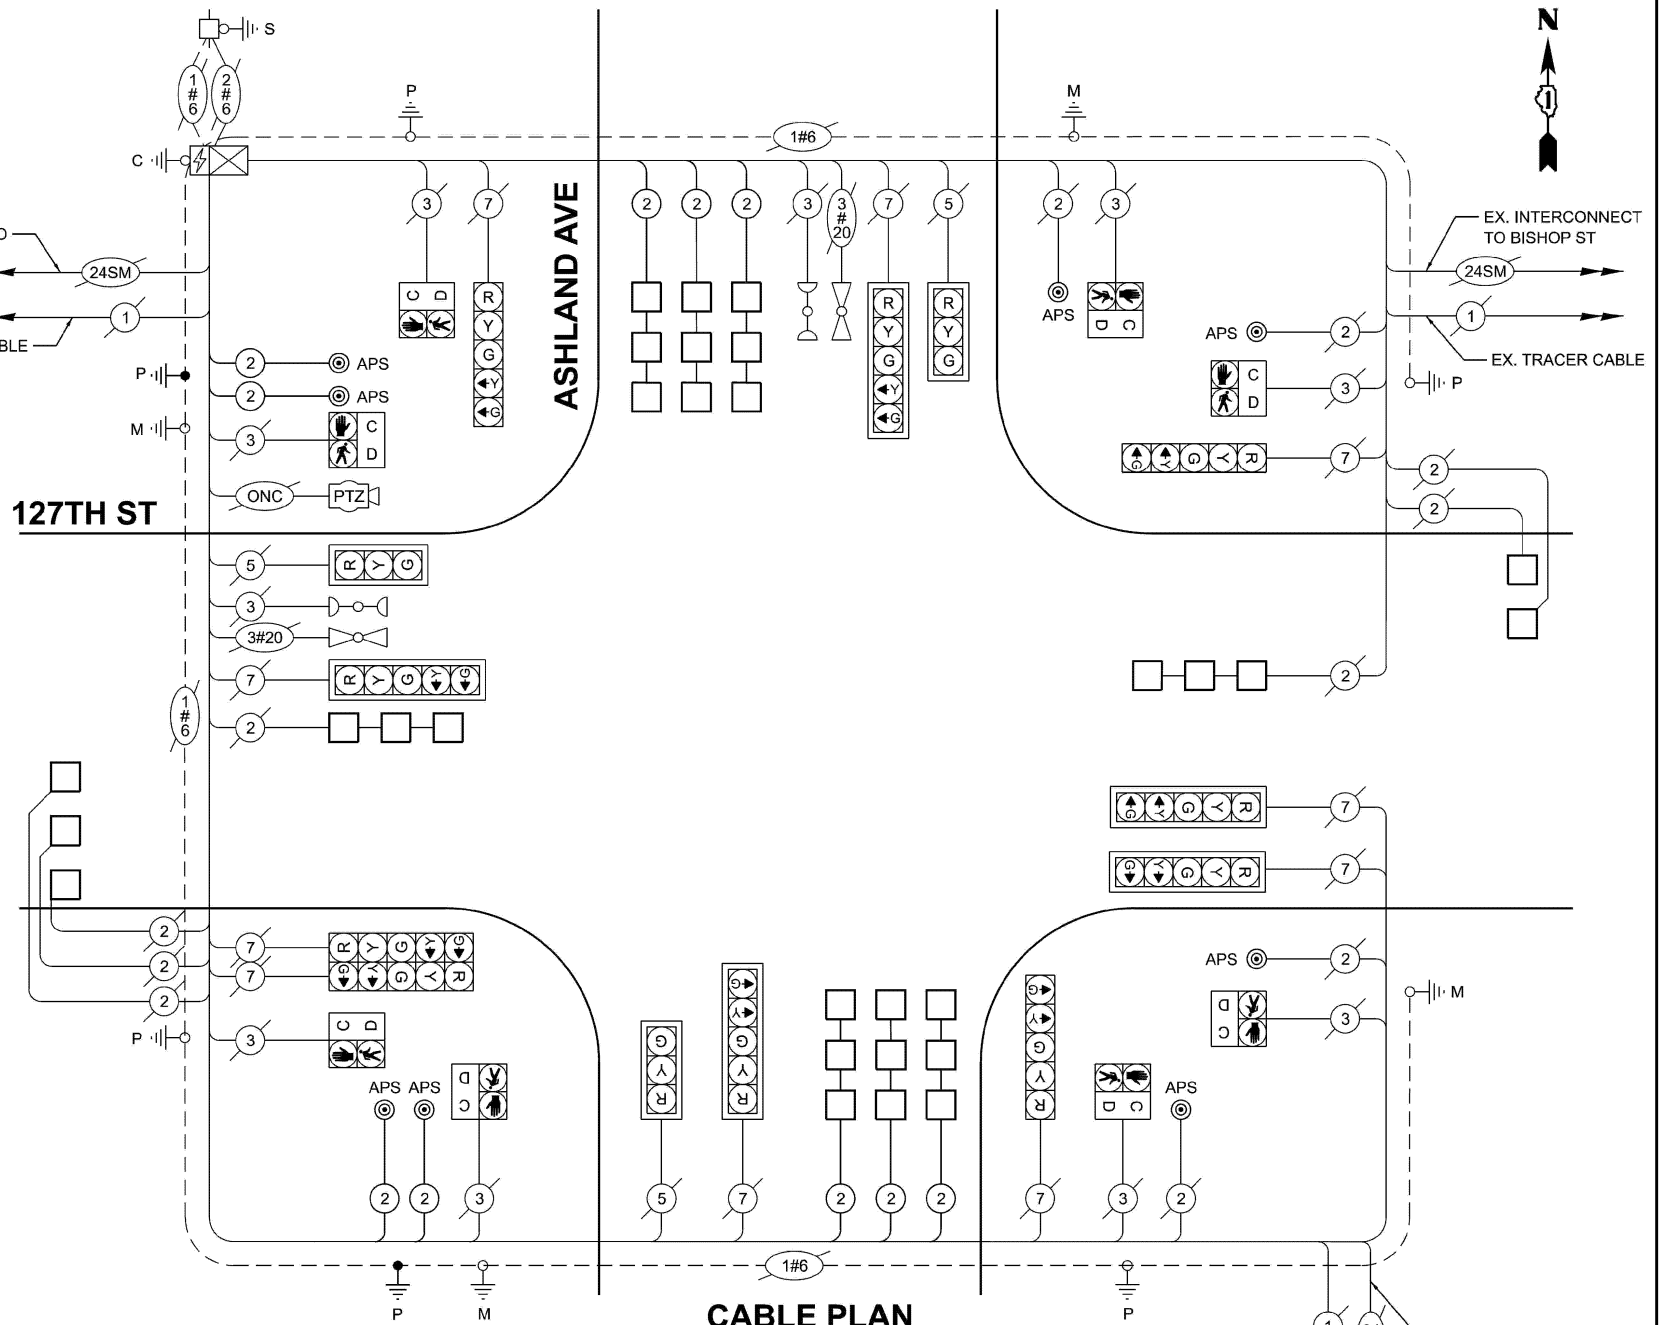 N
S
1
#
6
2
#
6
P
M
1#6
C
3
7
2
2
2
3
3
#
20
7
5
2
3
ASHLAND AVE
EX. INTERCONNECT
TO BISHOP ST
24SM
24SM
1
1
EX. TRACER CABLE
BLE
C D
R
Y
G
Y
G
R
Y
G
Y
G
R
Y
G
APS
D C
APS 2
2 APS
2 APS
P
M
3 C
D
C
D 3
P
ONC PTZ
127TH ST
G Y G Y R 7
2
2
5 R Y G
3
3#20
7 R Y G Y G
2
2
1
#
6
G Y G Y R 7
G Y G Y R 7
2
2
2
7 R Y G Y G
7 G Y G Y R
P
3 C D
APS APS
D
C
2 2 3
G
Y
R
5
G
Y
G
Y
R
7
2 2 2
G
Y
G
Y
R
7
D C
3
APS
2
APS 2
D
C 3
M
1#6
P M P
CABLE PLAN
1